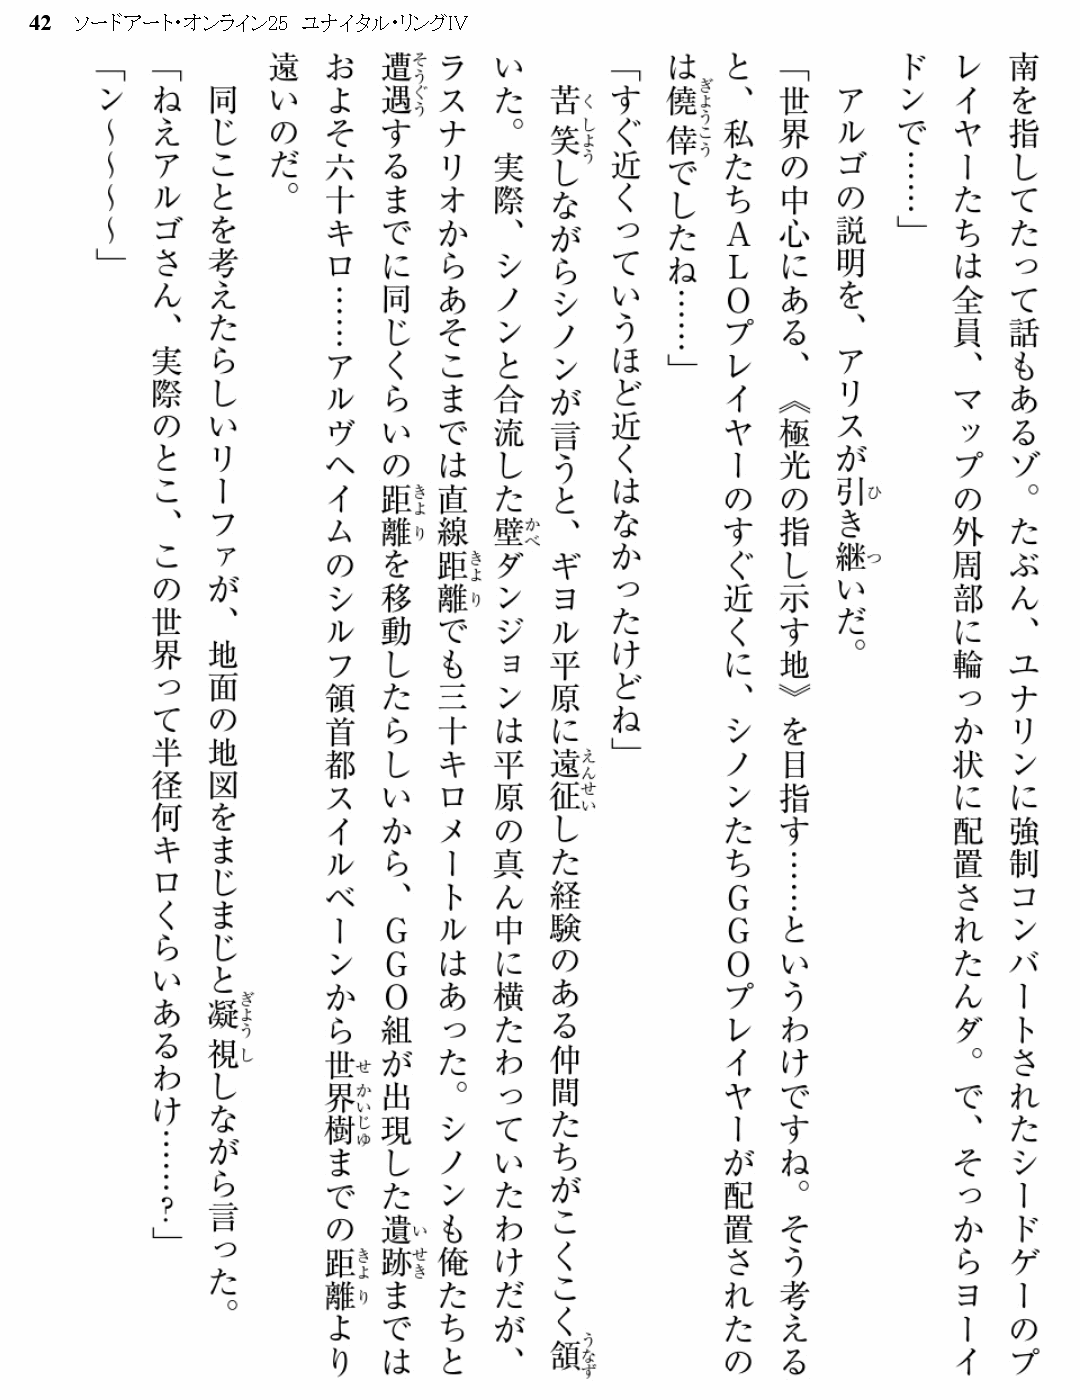 42 ソードアート・オンライン25 ユナイタル・リングⅣ
南を指してたって話もあるゾ。たぶん、ユナリンに強制コンバートされたシードゲーのプ
レイヤーたちは全員、マップの外周部に輪っか状に配置されたんダ。で、そっからヨーイ
ドンで……」
アルゴの説明を、アリスが引き継いだ。
「世界の中心にある、《極光の指し示す地》を目指す……というわけですね。そう考える
と、私たちＡＬＯプレイヤーのすぐ近くに、シノンたちＧＧＯプレイヤーが配置されたの
は僥倖でしたね……」
「すぐ近くっていうほど近くはなかったけどね」
苦笑しながらシノンが言うと、ギヨル平原に遠征した経験のある仲間たちがこくこく頷
いた。実際、シノンと合流した壁ダンジョンは平原の真ん中に横たわっていたわけだが、
ラスナリオからあそこまでは直線距離でも三十キロメートルはあった。シノンも俺たちと
遭遇するまでに同じくらいの距離を移動したらしいから、ＧＧＯ組が出現した遺跡までは
およそ六十キロ……アルヴヘイムのシルフ領首都スイルベーンから世界樹までの距離より
遠いのだ。
同じことを考えたらしいリーファが、地面の地図をまじまじと凝視しながら言った。
「ねえアルゴさん、実際のとこ、この世界って半径何キロくらいあるわけ……？」
「ン～～～～」